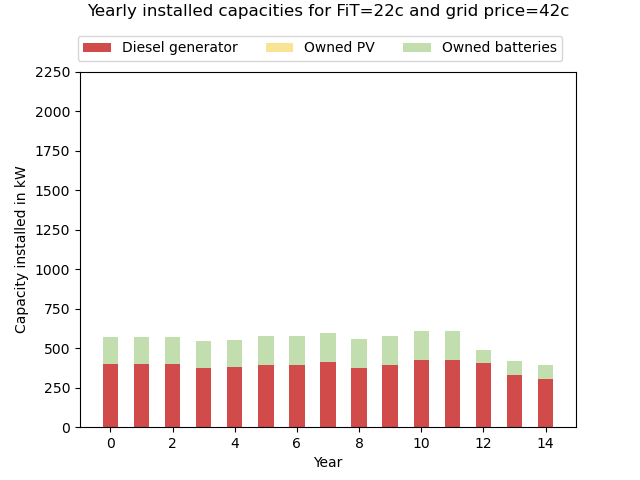 Yearly installed capacities for FiT=22c and grid price=42c
Diesel generator Owned PV Owned batteries
2250
2000
1750
1500
1250
1000
750
500
250
0
Capacity installed in kW
0 2 4 6 8 10 12 14
Year